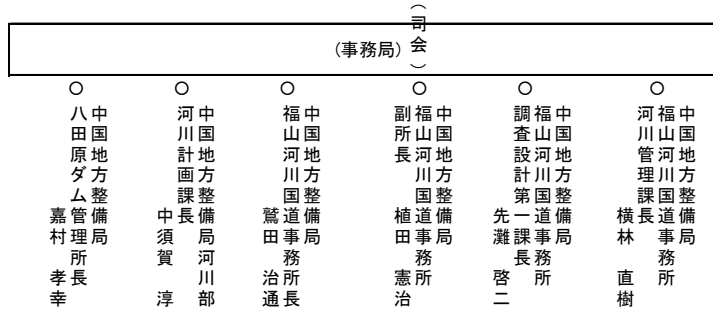 （司会）
（事務局）
○
中国地方整備局
八田原ダム管理所長
嘉村　孝幸
○
中国地方整備局河川部
河川計画課長
中須賀　淳
○
中国地方整備局
福山河川国道事務所長
鷲田　治通
○
中国地方整備局
福山河川国道事務所
副所長　植田　憲治
○
中国地方整備局
福山河川国道事務所
調査設計第一課長
先灘　啓二
○
中国地方整備局
福山河川国道事務所
河川管理課長
横林　直樹